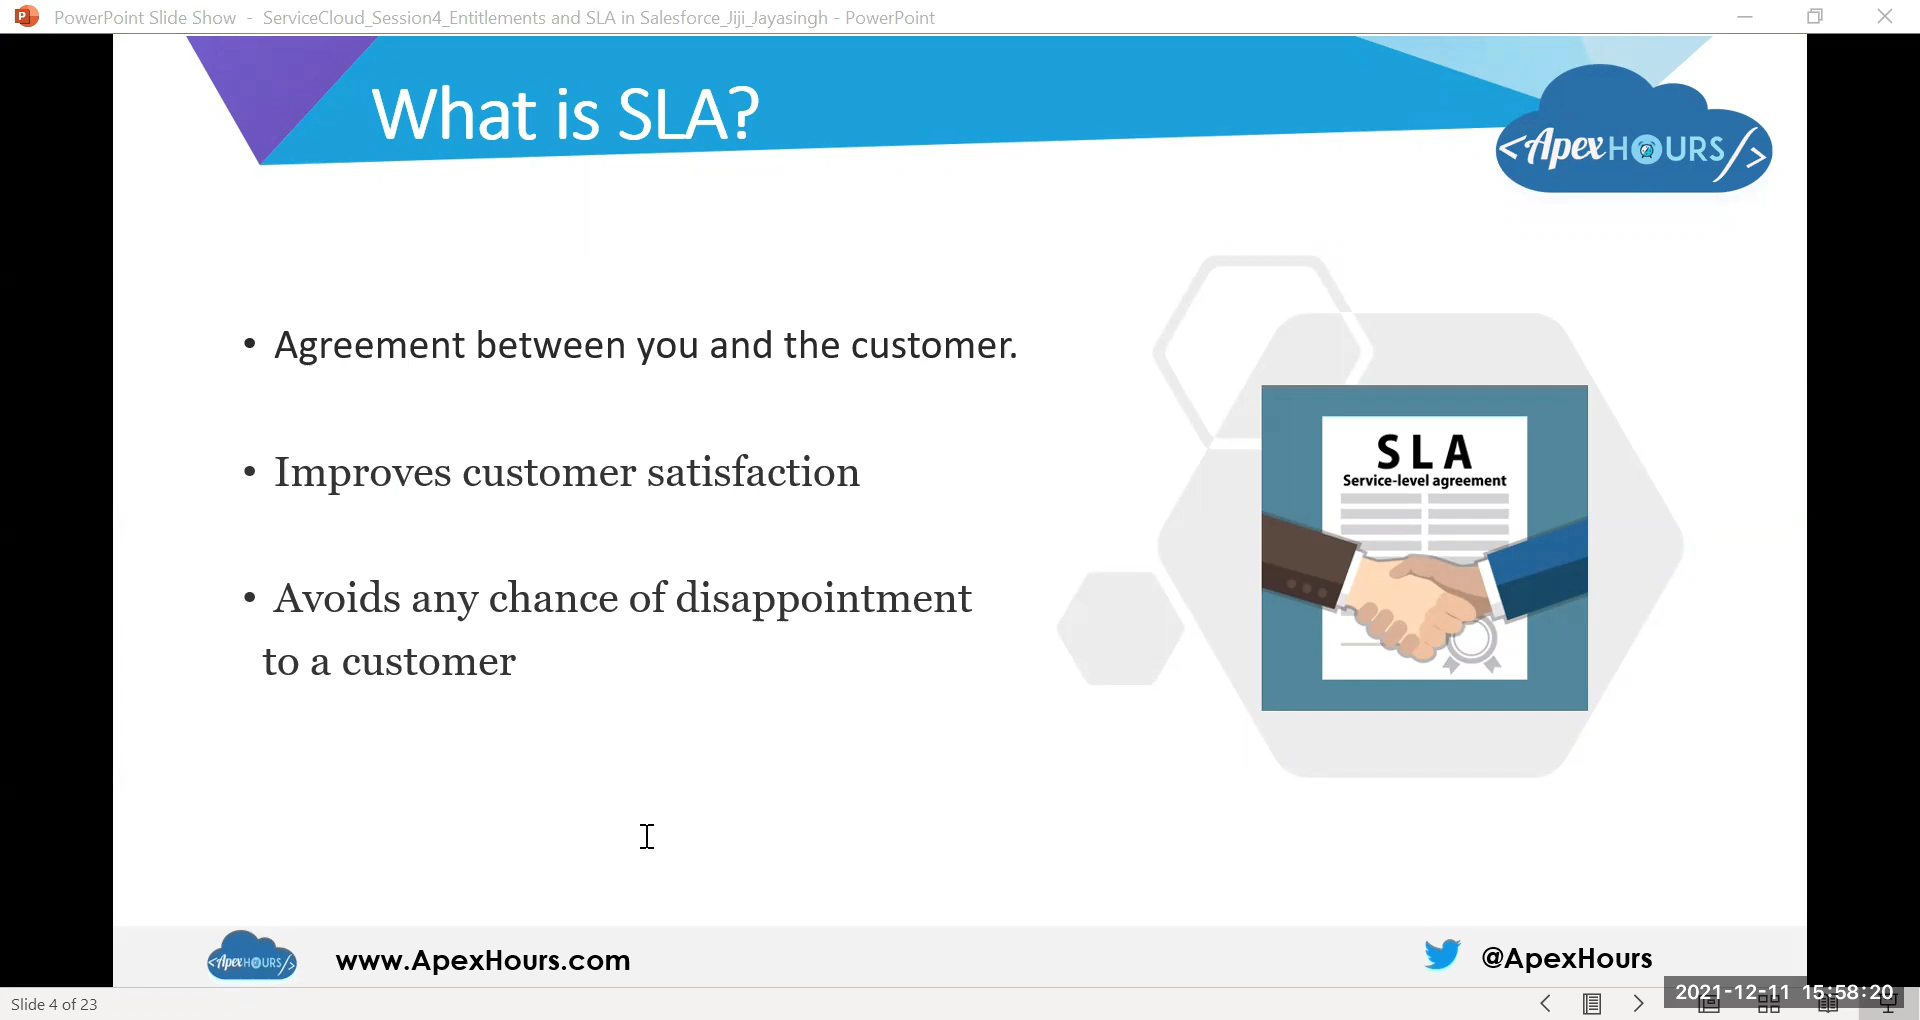 PowerPoint Slide Show - ServiceCloud_Session4_Entitlements and SLA in Salesforce_Jiji_Jayasingh - PowerPoint
What is SLA?
<ApexHOURS/>
• Agreement between you and the customer.
• Improves customer satisfaction
• Avoids any chance of disappointment
to a customer
SLA
Service-level agreement
<ApexHOURS/>
www.ApexHours.com
@ApexHours
2021-12-11 15:58:20
Slide 4 of 23